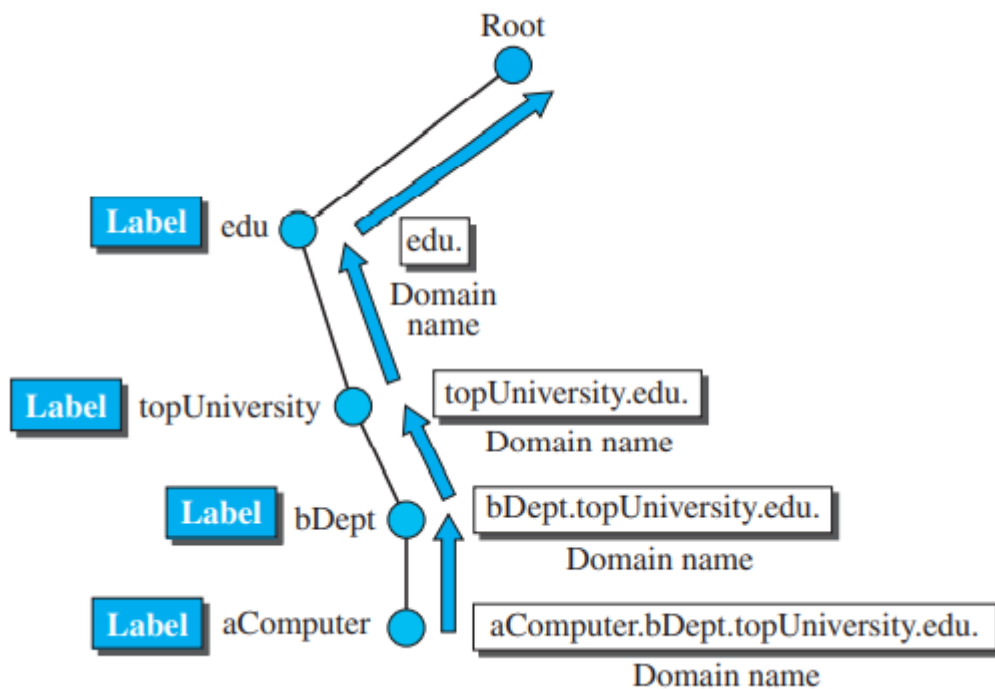 Root
Label edu
edu.
Domain
name
Label topUniversity
topUniversity.edu.
Domain name
Label bDept
bDept.topUniversity.edu.
Domain name
Label aComputer
aComputer.bDept.topUniversity.edu.
Domain name